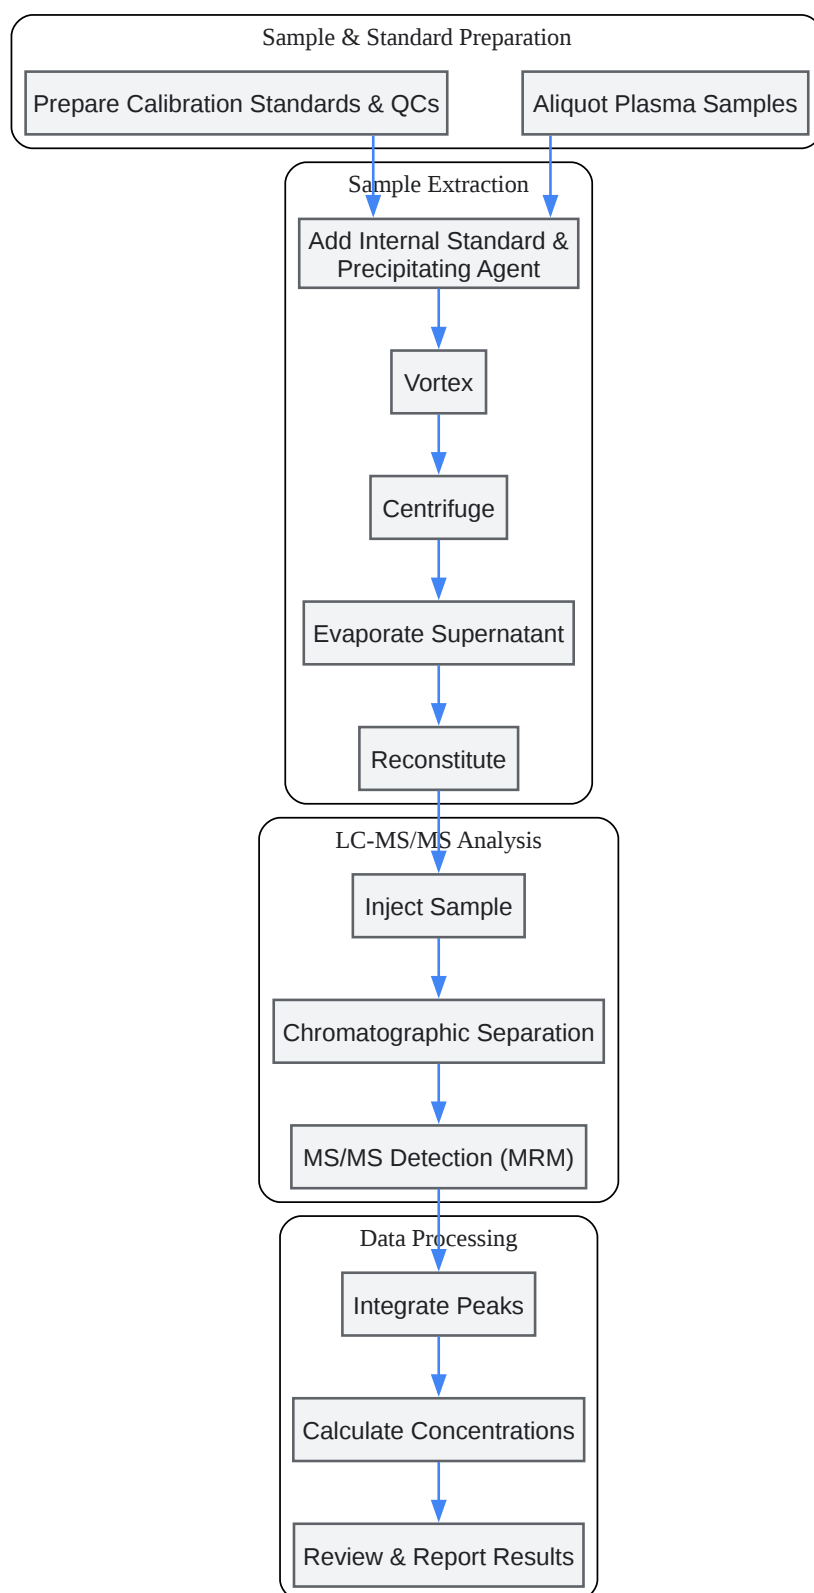 Sample & Standard Preparation
Prepare Calibration Standards & QCs
Aliquot Plasma Samples
Sample Extraction
Add Internal Standard &
Precipitating Agent
Vortex
Centrifuge
Evaporate Supernatant
Reconstitute
LC-MS/MS Analysis
Inject Sample
Chromatographic Separation
MS/MS Detection (MRM)
Data Processing
Integrate Peaks
Calculate Concentrations
Review & Report Results